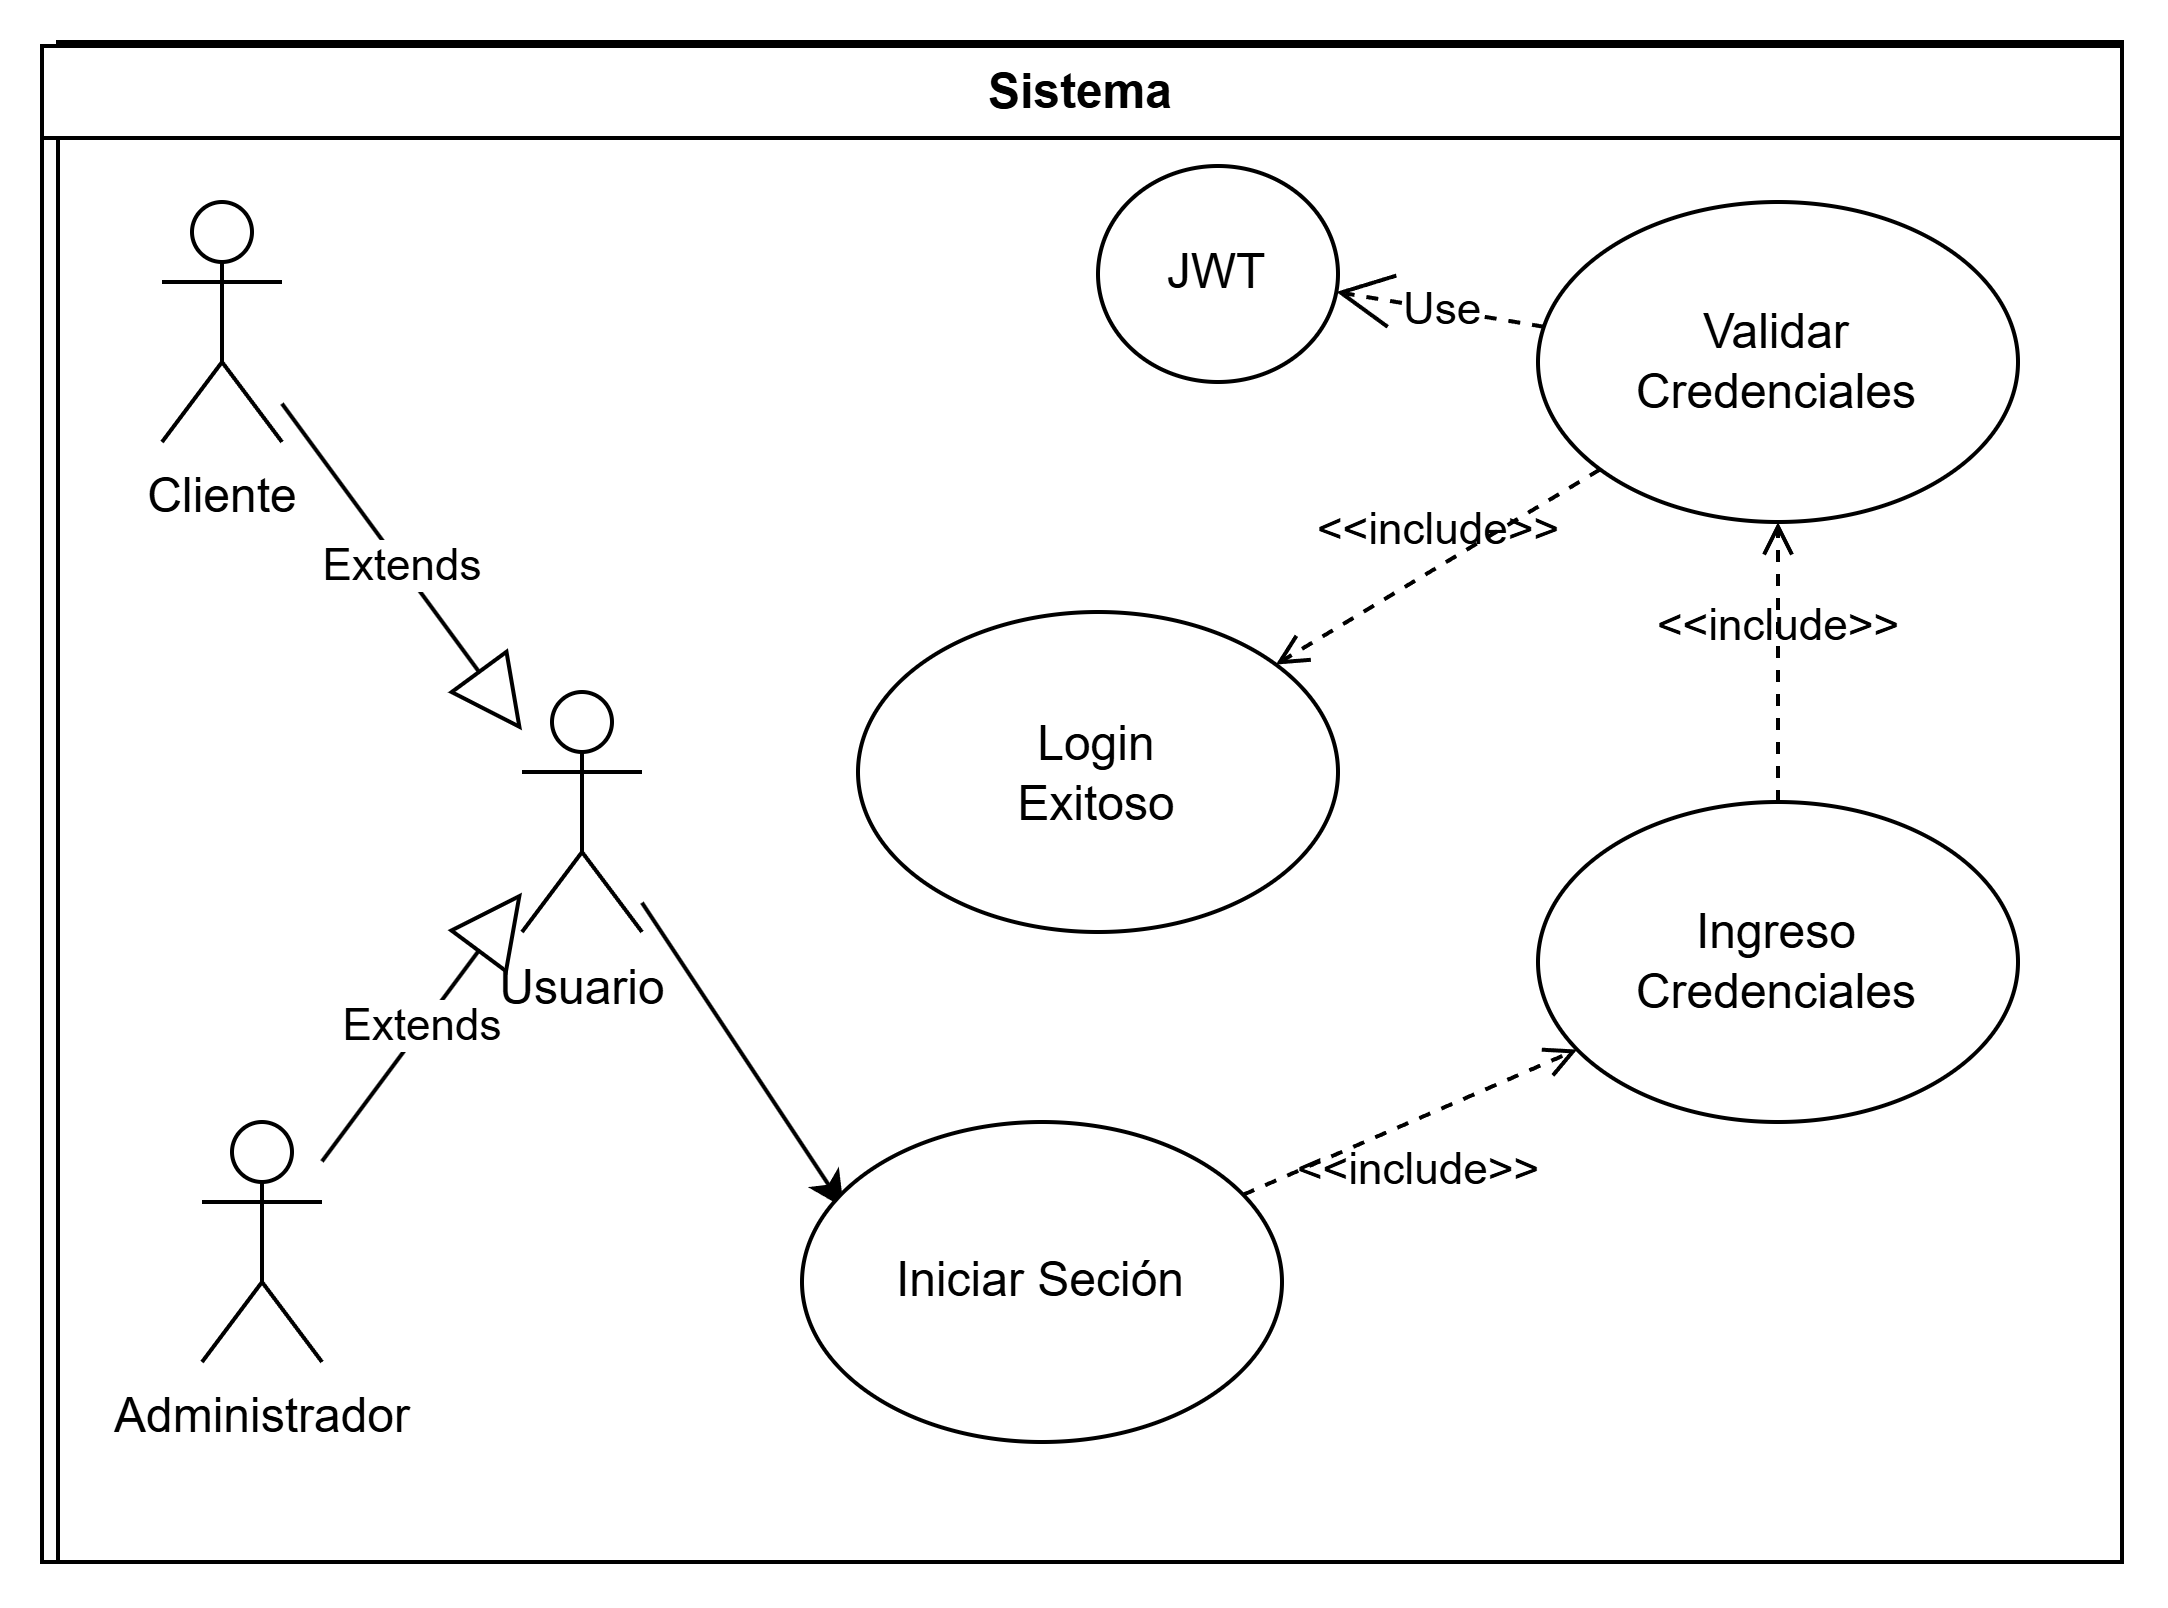 Sistema
JWT
Use
Validar
Credenciales
Cliente
<<include>>
Extends
<<include>>
Login
Exitoso
Ingreso
Credenciales
Usuario
Extends
<<include>>
Iniciar Seción
Administrador